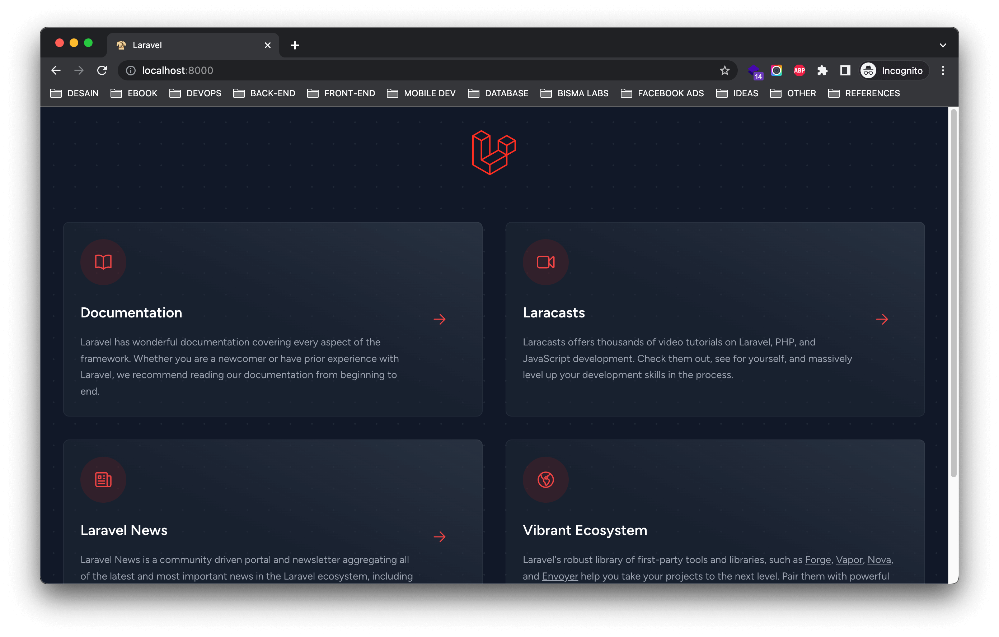 Laravel
localhost:8000
14
ABP
Incognito
DESAIN EBOOK DEVOPS BACK-END FRONT-END MOBILE DEV DATABASE BISMA LABS FACEBOOK ADS IDEAS OTHER REFERENCES
Documentation
Laravel has wonderful documentation covering every aspect of the
framework. Whether you are a newcomer or have prior experience with
Laravel, we recommend reading our documentation from beginning to
end.
Laracasts
Laracasts offers thousands of video tutorials on Laravel, PHP, and
JavaScript development. Check them out, see for yourself, and massively
level up your development skills in the process.
Laravel News
Laravel News is a community driven portal and newsletter aggregating all
of the latest and most important news in the Laravel ecosystem, including
Vibrant Ecosystem
Laravel's robust library of first-party tools and libraries, such as Forge, Vapor, Nova,
and Envoyer help you take your projects to the next level. Pair them with powerful